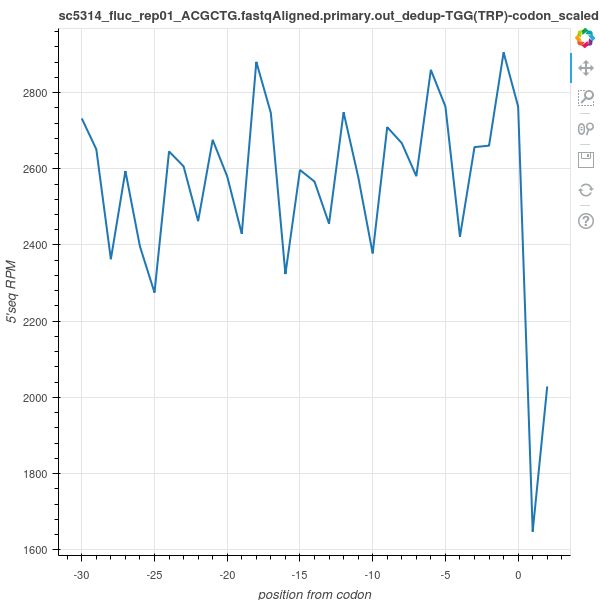 sc5314_fluc_rep01_ACGCTG.fastqAligned.primary.out_dedup-TGG(TRP)-codon_scaled
2800
2600
2400
2200
2000
1800
1600
5'seq RPM
-30 -25 -20 -15 -10 -5 0
position from codon